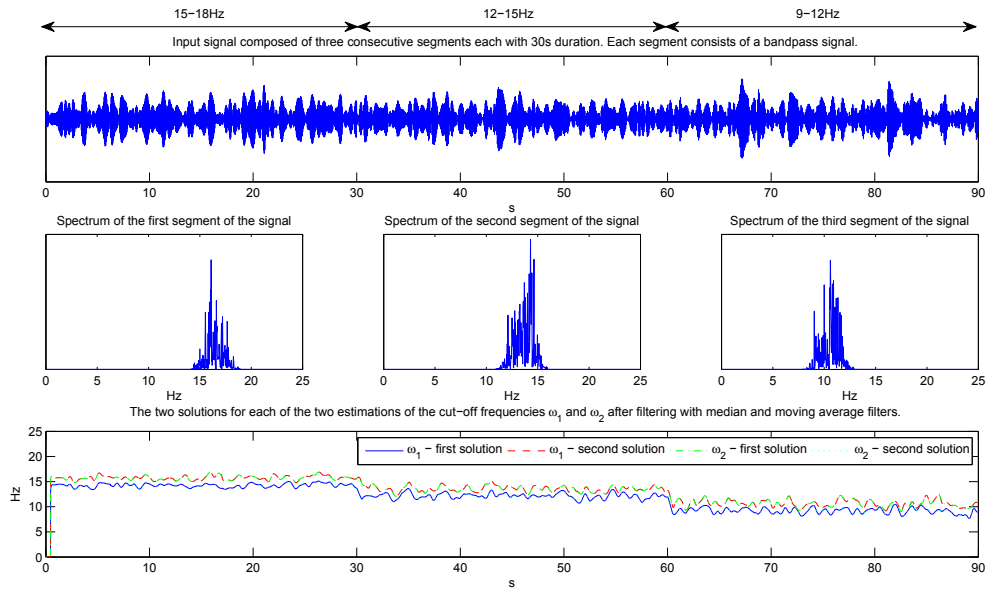 15−18Hz 12−15Hz 9−12Hz
Input signal composed of three consecutive segments each with 30s duration. Each segment consists of a bandpass signal.
0 10 20 30 40 50 60 70 80 90
s
Spectrum of the first segment of the signal
0 5 10 15 20 25
Hz
Spectrum of the second segment of the signal
0 5 10 15 20 25
Hz
Spectrum of the third segment of the signal
0 5 10 15 20 25
Hz
The two solutions for each of the two estimations of the cut−off frequencies ω1 and ω2 after filtering with median and moving average filters.
25
20
15
10
5
0
Hz
ω1 − first solution ω1 − second solution ω2 − first solution ω2 − second solution
0 10 20 30 40 50 60 70 80 90
s